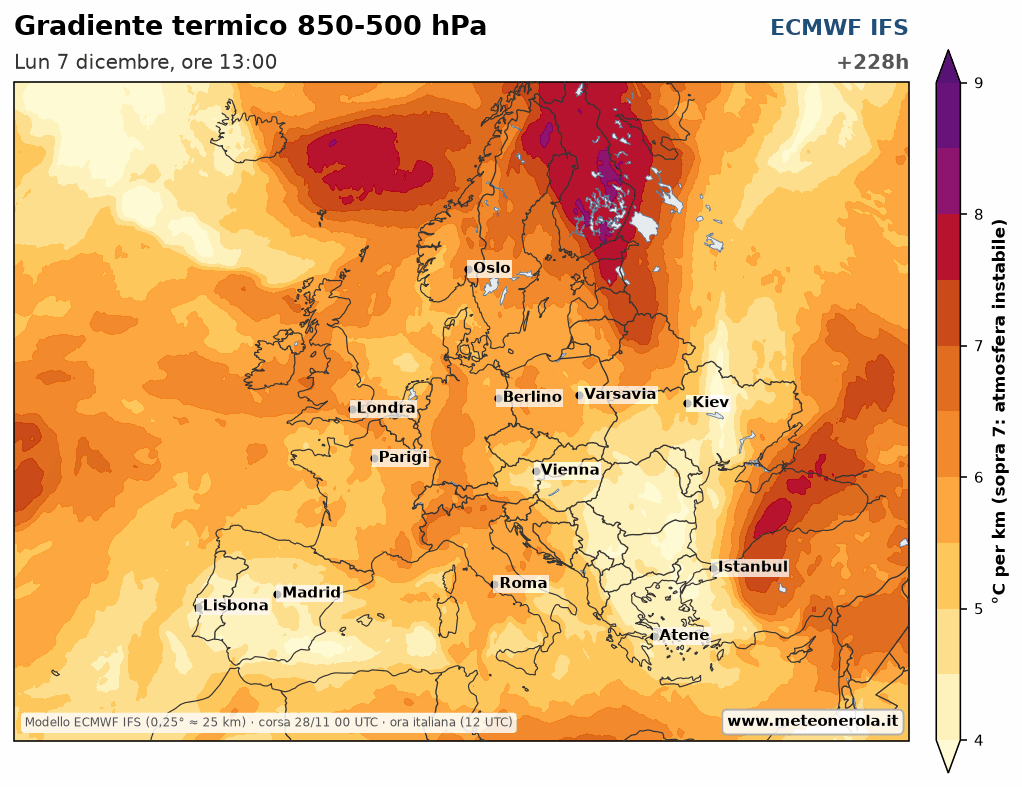 Gradiente termico 850-500 hPa
ECMWF IFS
Lun 7 dicembre, ore 13:00
+228h
Oslo
Londra
Berlino
Varsavia
Kiev
Parigi
Vienna
Istanbul
Madrid
Roma
Lisbona
Atene
Modello ECMWF IFS (0,25° ≈ 25 km) · corsa 28/11 00 UTC · ora italiana (12 UTC)
www.meteonerola.it
9
8
7
6
5
4
°C per km (sopra 7: atmosfera instabile)